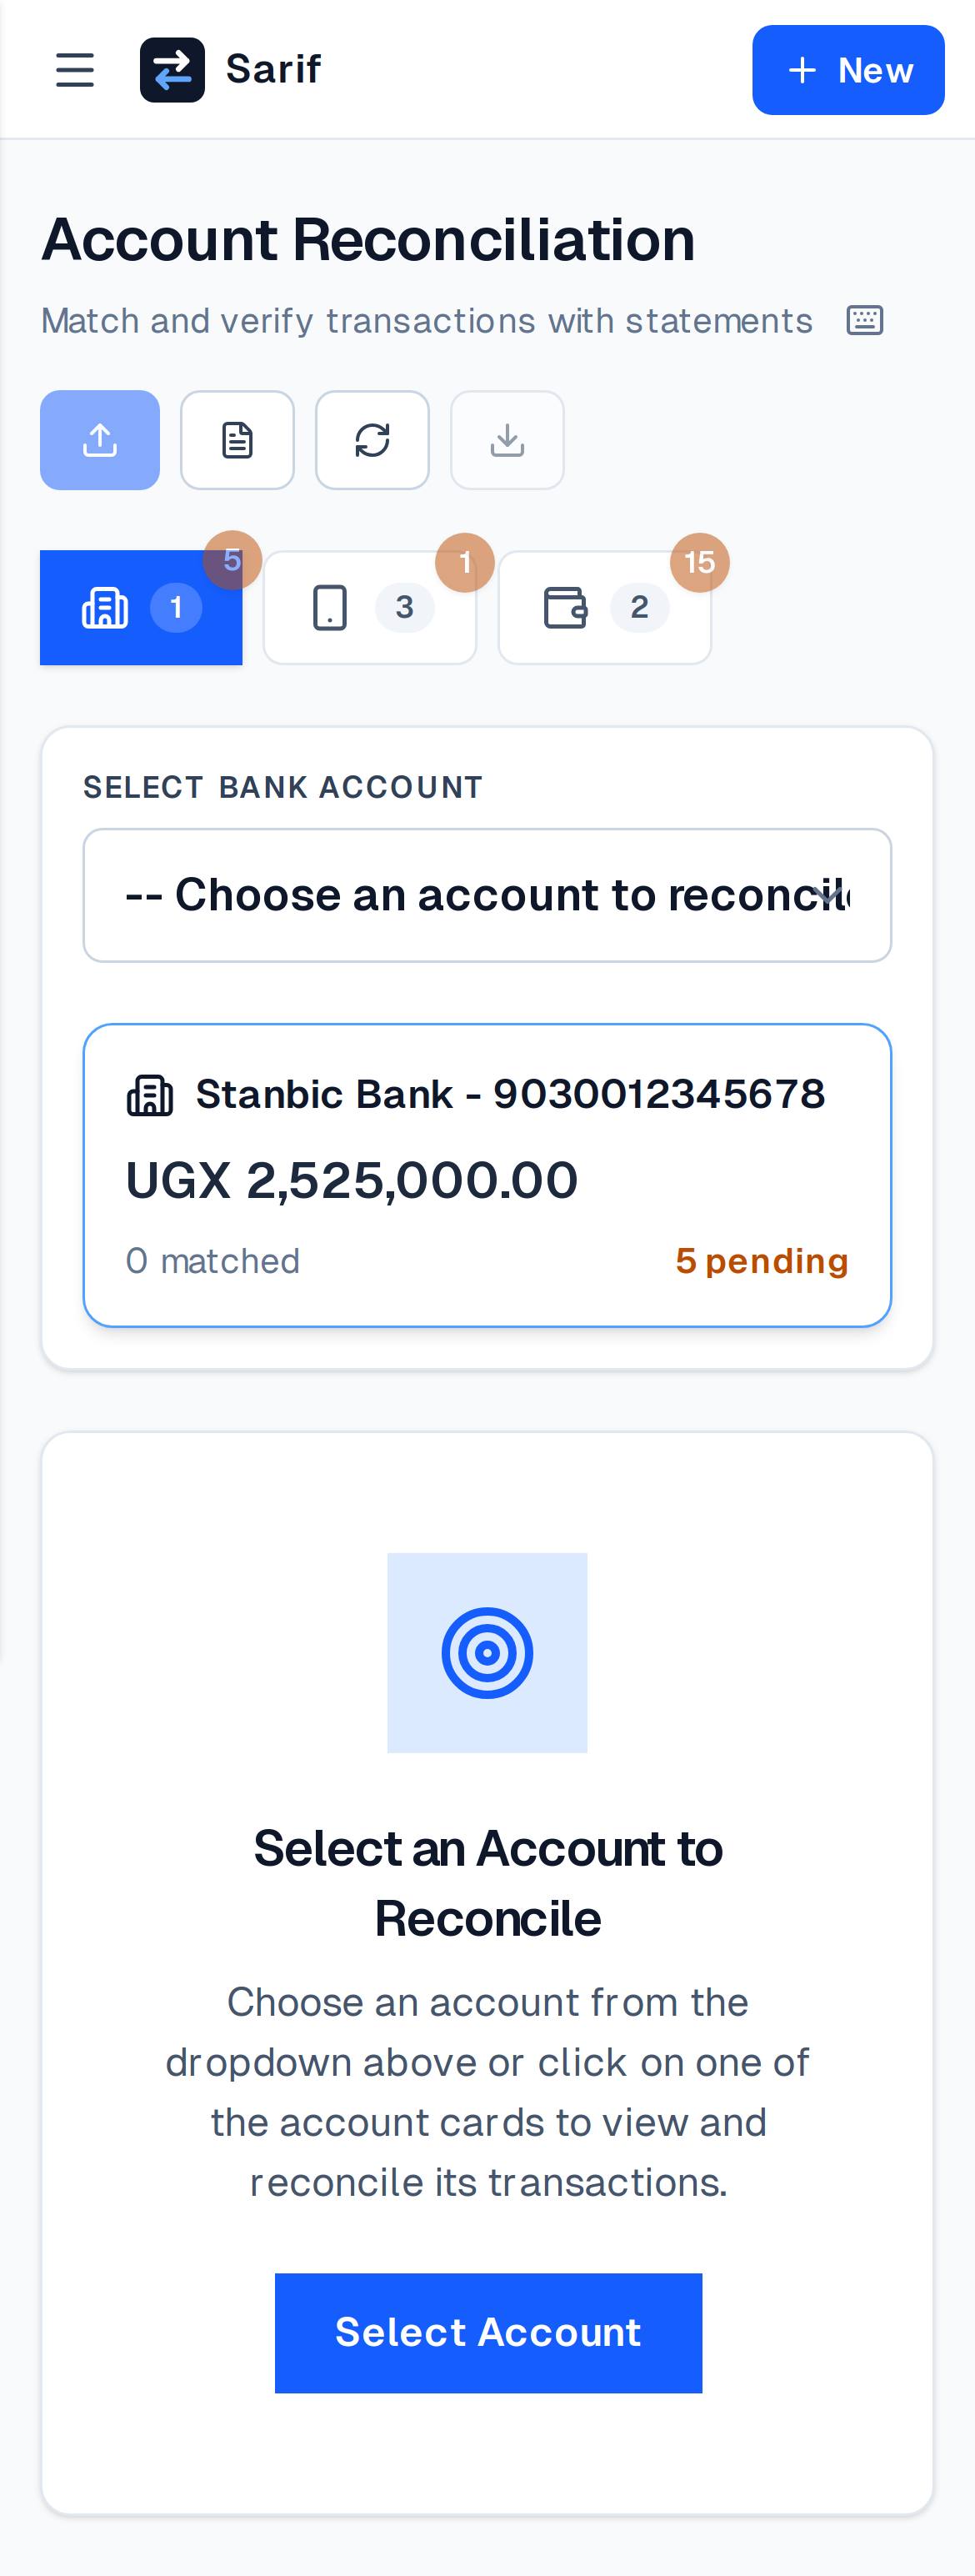 Sarif
New
Account Reconciliation
Match and verify transactions with statements
5
1
15
1
3
2
SELECT BANK ACCOUNT
-- Choose an account to reconcil
Stanbic Bank - 9030012345678
UGX 2,525,000.00
0 matched
5 pending
Select an Account to
Reconcile
Choose an account from the
dropdown above or click on one of
the account cards to view and
reconcile its transactions.
Select Account